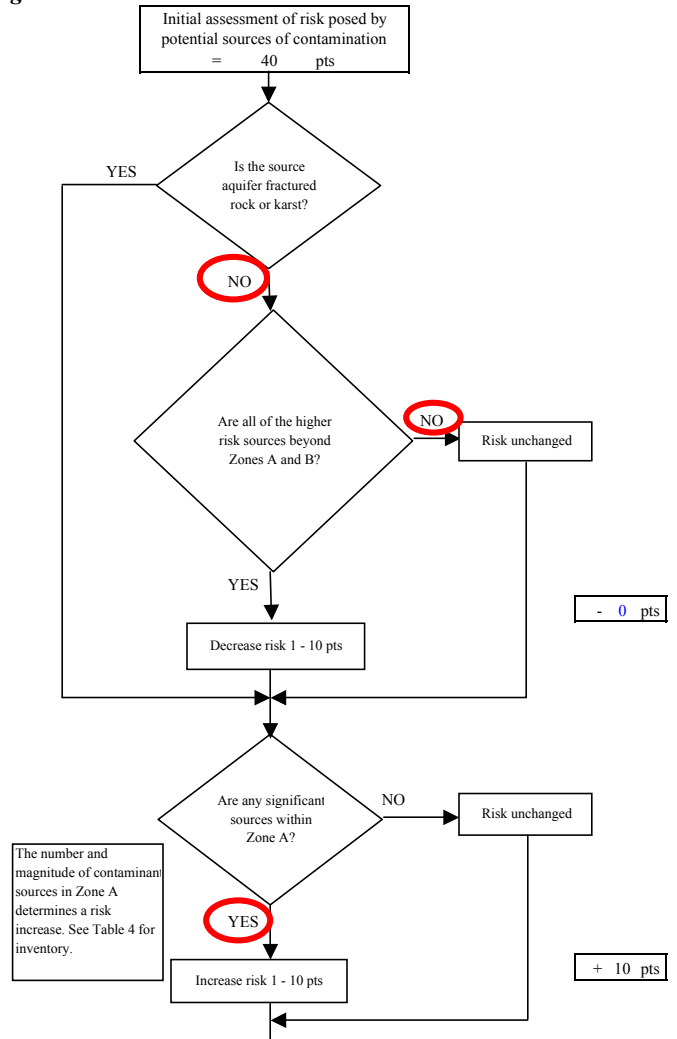 g
Initial assessment of risk posed by
potential sources of contamination
= 40 pts
YES
Is the source
aquifer fractured
rock or karst?
NO
Are all of the higher
risk sources beyond
Zones A and B?
NO
Risk unchanged
YES
- 0 pts
Decrease risk 1 - 10 pts
Are any significant
sources within
Zone A?
NO
Risk unchanged
The number and
magnitude of contaminant
sources in Zone A
determines a risk
increase. See Table 4 for
inventory.
YES
+ 10 pts
Increase risk 1 - 10 pts